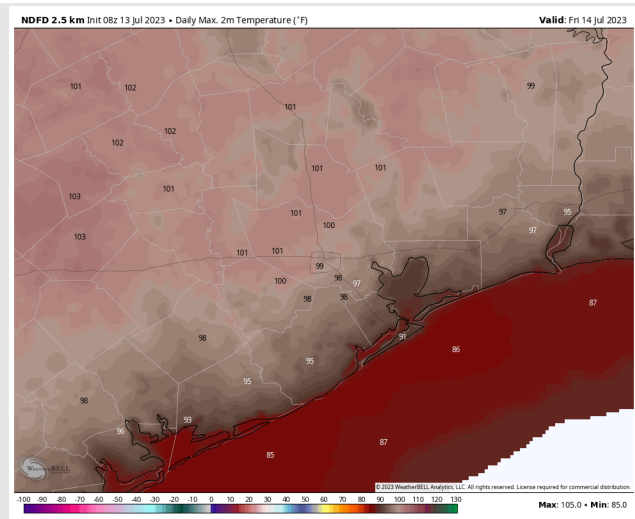 NDFD 2.5 km Init 08z 13 Jul 2023 • Daily Max. 2m Temperature (°F) Valid: Fri 14 Jul 2023
101 102 99
101
102
102
101 101
101
103
101 97 95
100 97
103
101 101
99
100 98 97
98 98
87
98 91
86
95
95
98
93
96
87
85
WeatherBELL
© 2023 WeatherBELL Analytics, LLC. All rights reserved. License required for commercial distribution.
-100 -90 -80 -70 -60 -50 -40 -30 -20 -10 0 10 20 30 40 50 60 70 80 90 100 110 120 130
Max: 105.0 • Min: 85.0